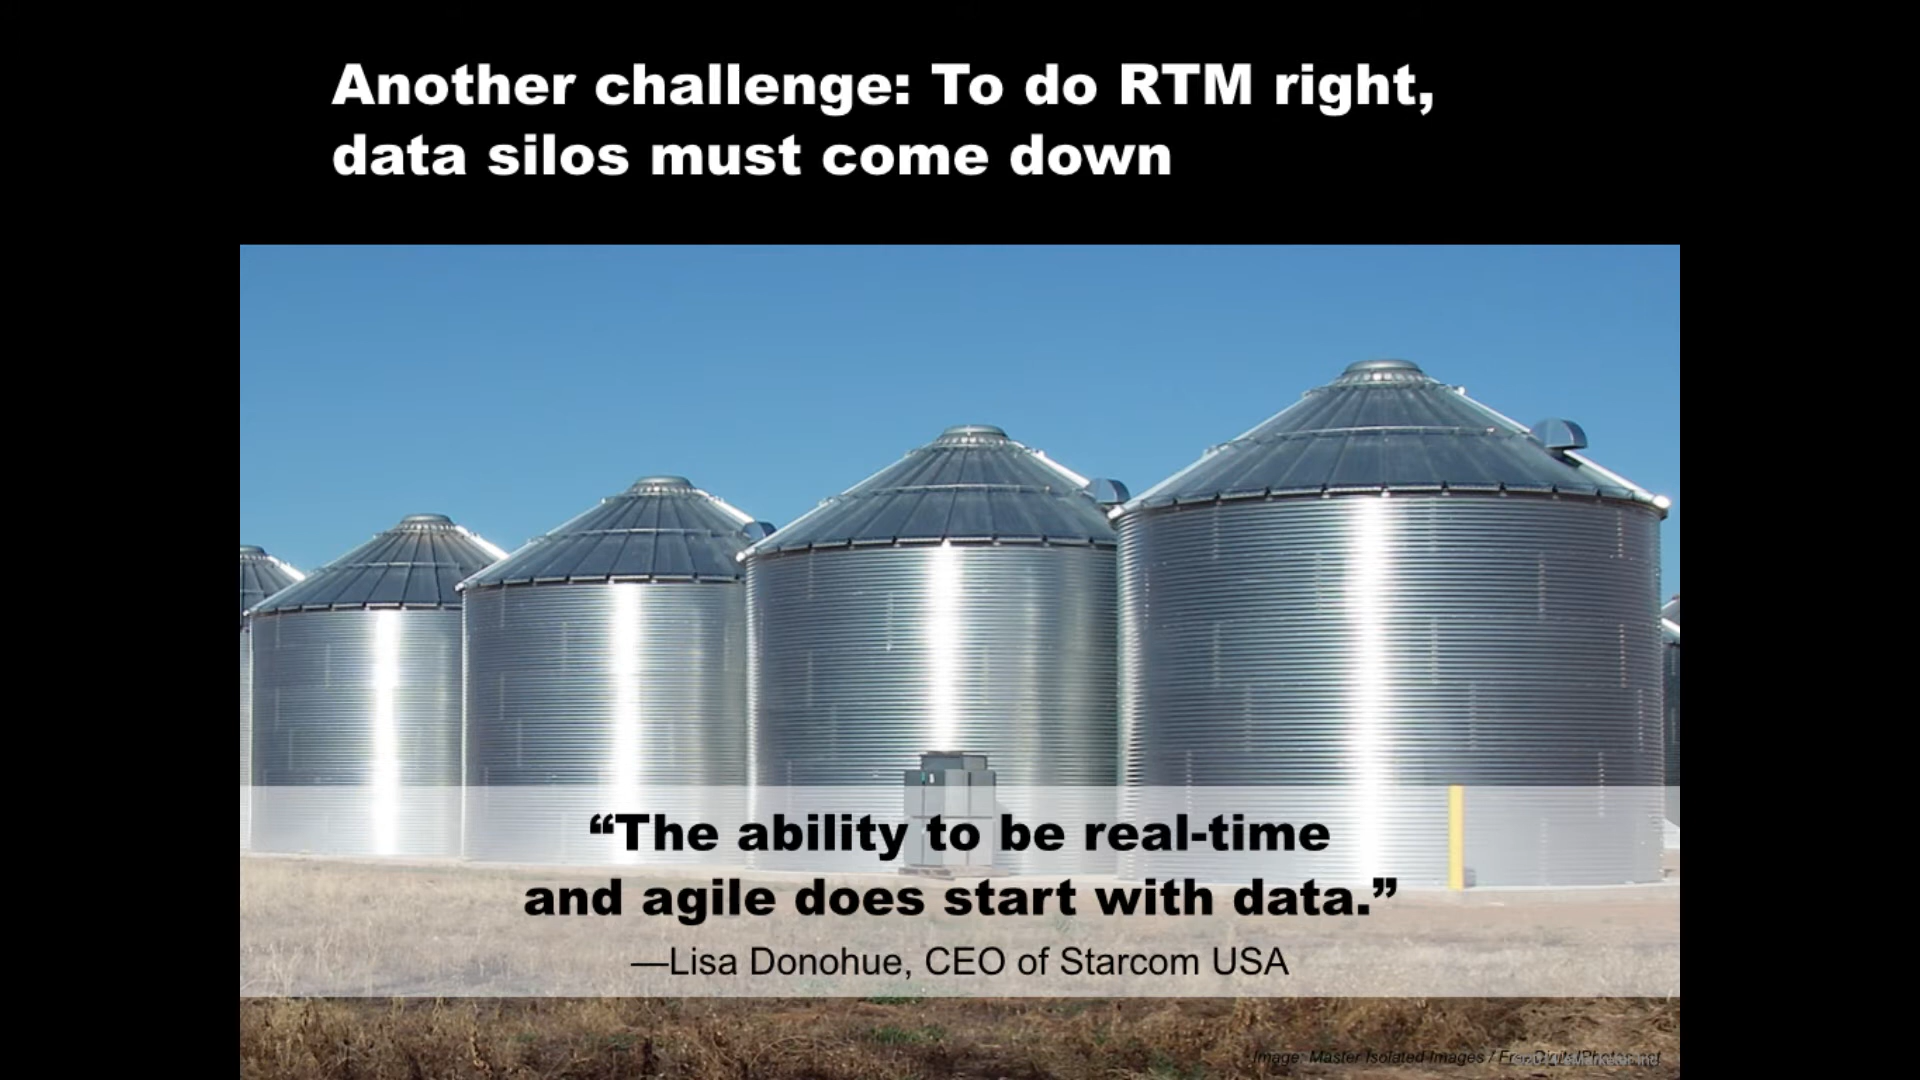 Another challenge: To do RTM right,
data silos must come down
“The ability to be real-time
and agile does start with data.”
—Lisa Donohue, CEO of Starcom USA
Image: Master Isolated Images /